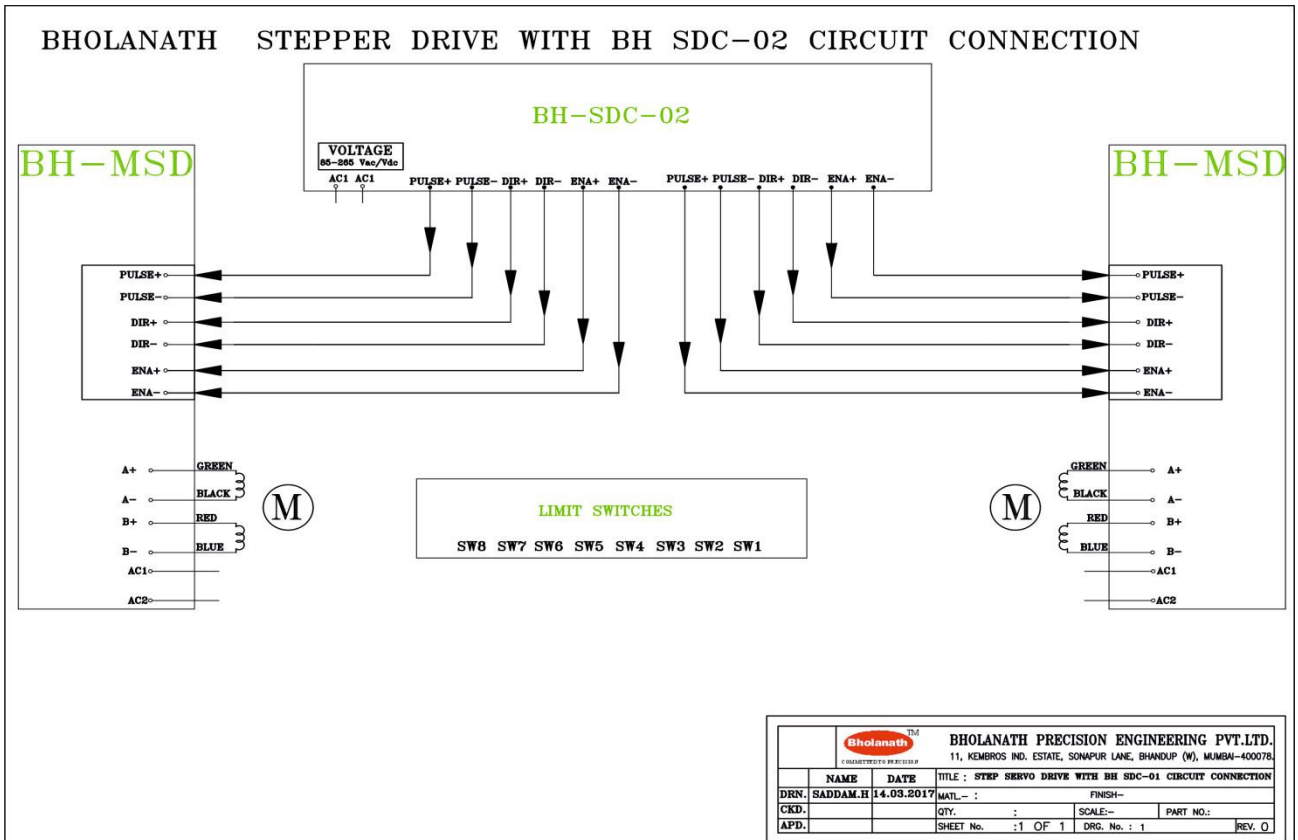 BHOLANATH STEPPER DRIVE WITH BH SDC-02 CIRCUIT CONNECTION
BH-SDC-02
VOLTAGE
85-265 Vac/Vdc
AC1 AC1
PULSE+ PULSE- DIR+ DIR- ENA+ ENA-
PULSE+ PULSE- DIR+ DIR- ENA+ ENA-
BH-MSD
PULSE+
PULSE-
DIR+
DIR-
ENA+
ENA-
A+ GREEN
A- BLACK
B+ RED
B- BLUE
AC1
AC2
M
LIMIT SWITCHES
SW8 SW7 SW6 SW5 SW4 SW3 SW2 SW1
BH-MSD
PULSE+
PULSE-
DIR+
DIR-
ENA+
ENA-
M
GREEN A+
BLACK A-
RED B+
BLUE B-
AC1
AC2
Bholanath TM
COMMITTED TO PRECISION
BHOLANATH PRECISION ENGINEERING PVT.LTD.
11, KEMBROS IND. ESTATE, SONAPUR LANE, BHANDUP (W), MUMBAI-400078.
NAME DATE TITLE : STEP SERVO DRIVE WITH BH SDC-01 CIRCUIT CONNECTION
DRN. SADDAM.H 14.03.2017 MATL.- : FINISH-
CKD. QTY. : SCALE:- PART NO.:
APD. SHEET No. :1 OF 1 DRG. No. : 1 REV. 0